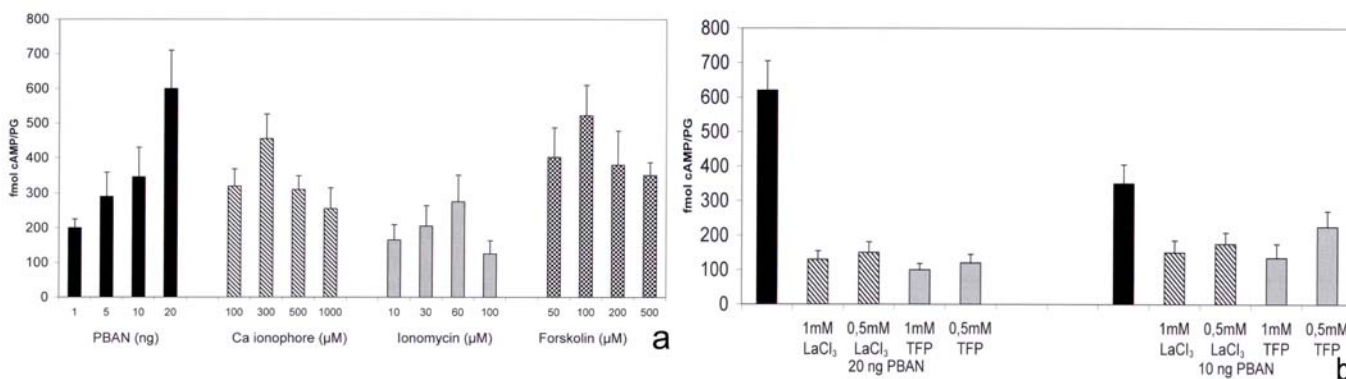 800
700
600
500
400
300
200
100
0
fmol cAMP/PG
1 5 10 20 100 300 500 1000 10 30 60 100 50 100 200 500
PBAN (ng) Ca ionophore (µM) Ionomycin (µM) Forskolin (µM)
a
800
700
600
500
400
300
200
100
0
fmol cAMP/PG
1mM 0,5mM 1mM 0,5mM 1mM 0,5mM 1mM 0,5mM
LaCl₃ LaCl₃ TFP TFP LaCl₃ LaCl₃ TFP TFP
20 ng PBAN 10 ng PBAN
b